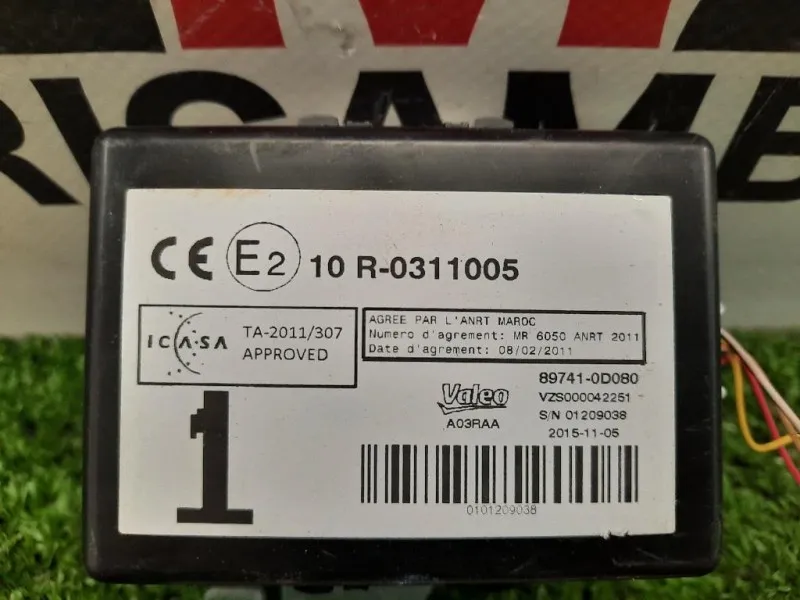 RISAMB
CE E2 10 R-0311005
ICASA TA-2011/307
APPROVED
AGREE PAR L'ANRT MAROC
Numero d'agrement: MR 6050 ANRT 2011
Date d'agrement: 08/02/2011
Valeo
A03RAA
89741-0D080
VZS000042251
S/N 01209038
2015-11-05
1
0101209038